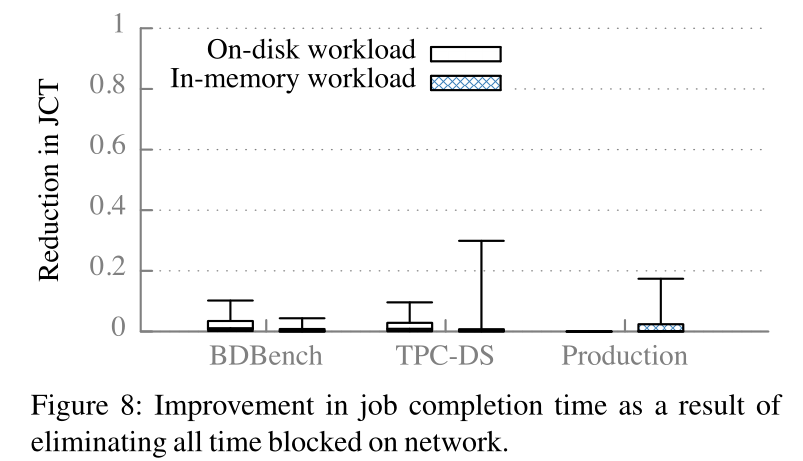 1
On-disk workload
In-memory workload
0.8
0.6
0.4
0.2
0
Reduction in JCT
BDBench TPC-DS Production
Figure 8: Improvement in job completion time as a result of
eliminating all time blocked on network.